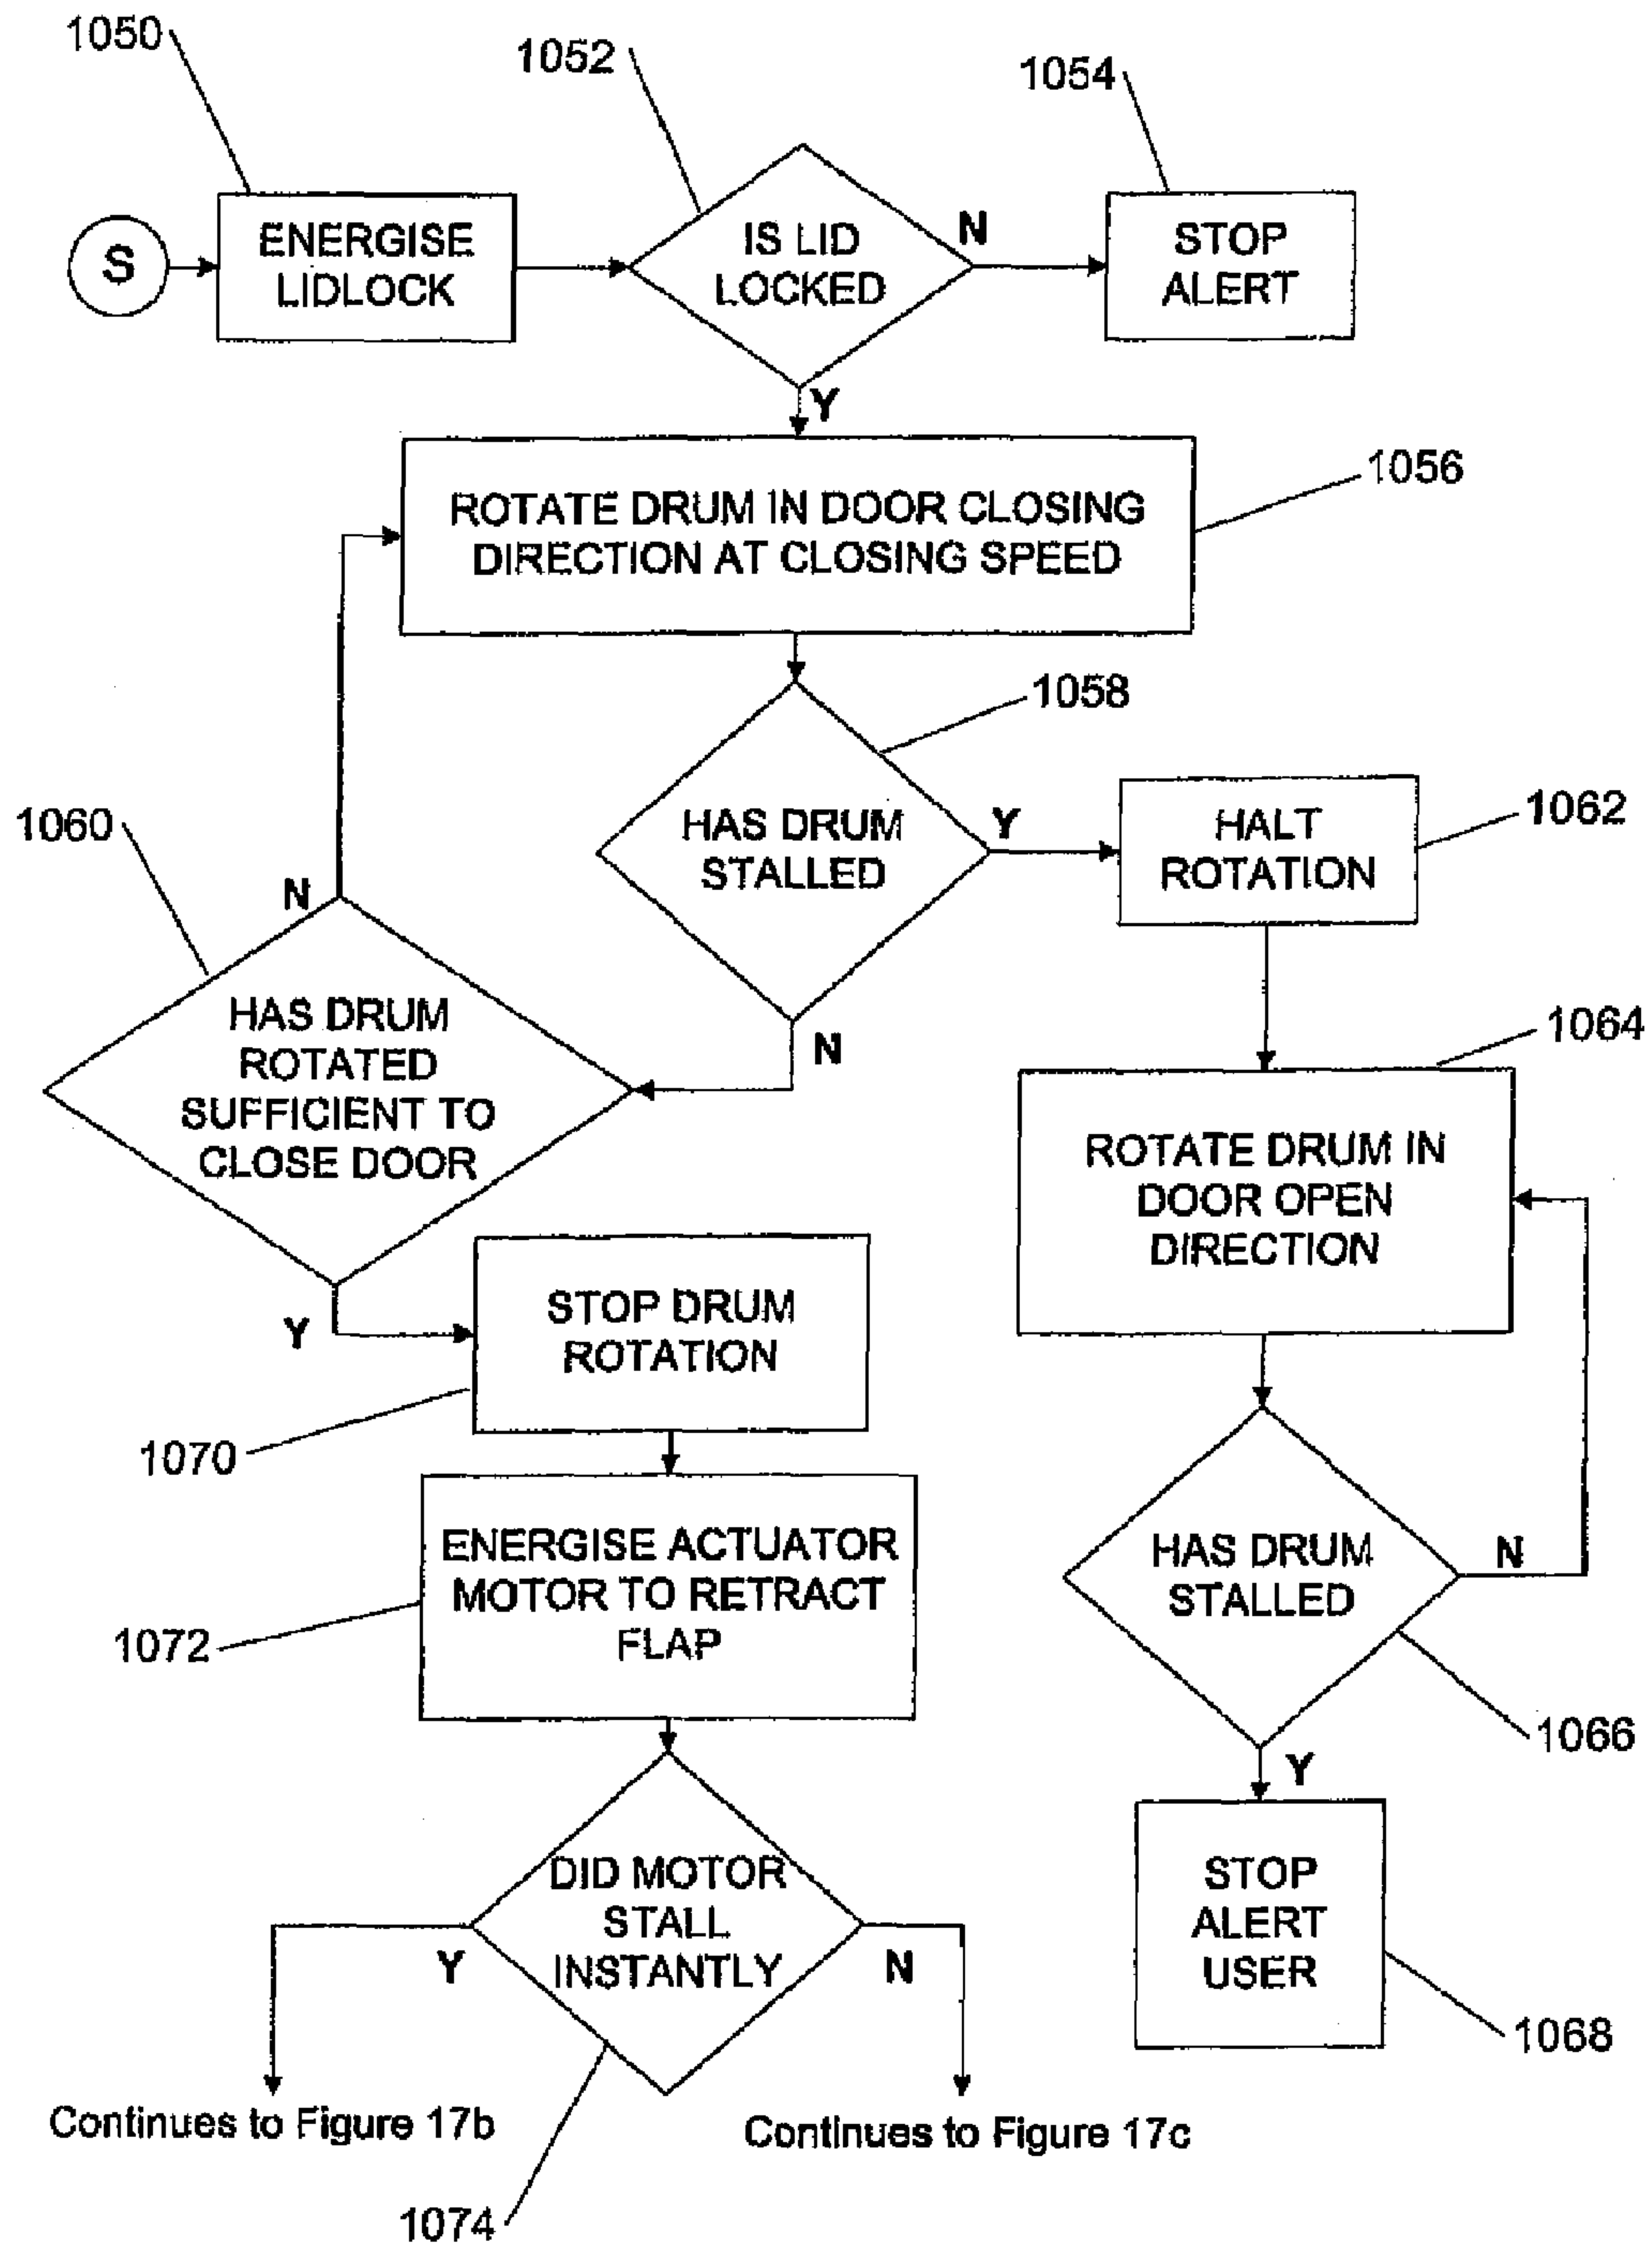 1050
1052
1054
S
ENERGISE
LIDLOCK
IS LID
LOCKED
N
STOP
ALERT
Y
1056
ROTATE DRUM IN DOOR CLOSING
DIRECTION AT CLOSING SPEED
1058
1060
HAS DRUM
STALLED
Y
HALT
ROTATION
1062
N
HAS DRUM
ROTATED
SUFFICIENT TO
CLOSE DOOR
N
1064
ROTATE DRUM IN
DOOR OPEN
DIRECTION
Y
STOP DRUM
ROTATION
1070
ENERGISE ACTUATOR
MOTOR TO RETRACT
FLAP
1072
HAS DRUM
STALLED
N
1066
Y
DID MOTOR
STALL
INSTANTLY
Y
N
STOP
ALERT
USER
1068
Continues to Figure 17b
Continues to Figure 17c
1074